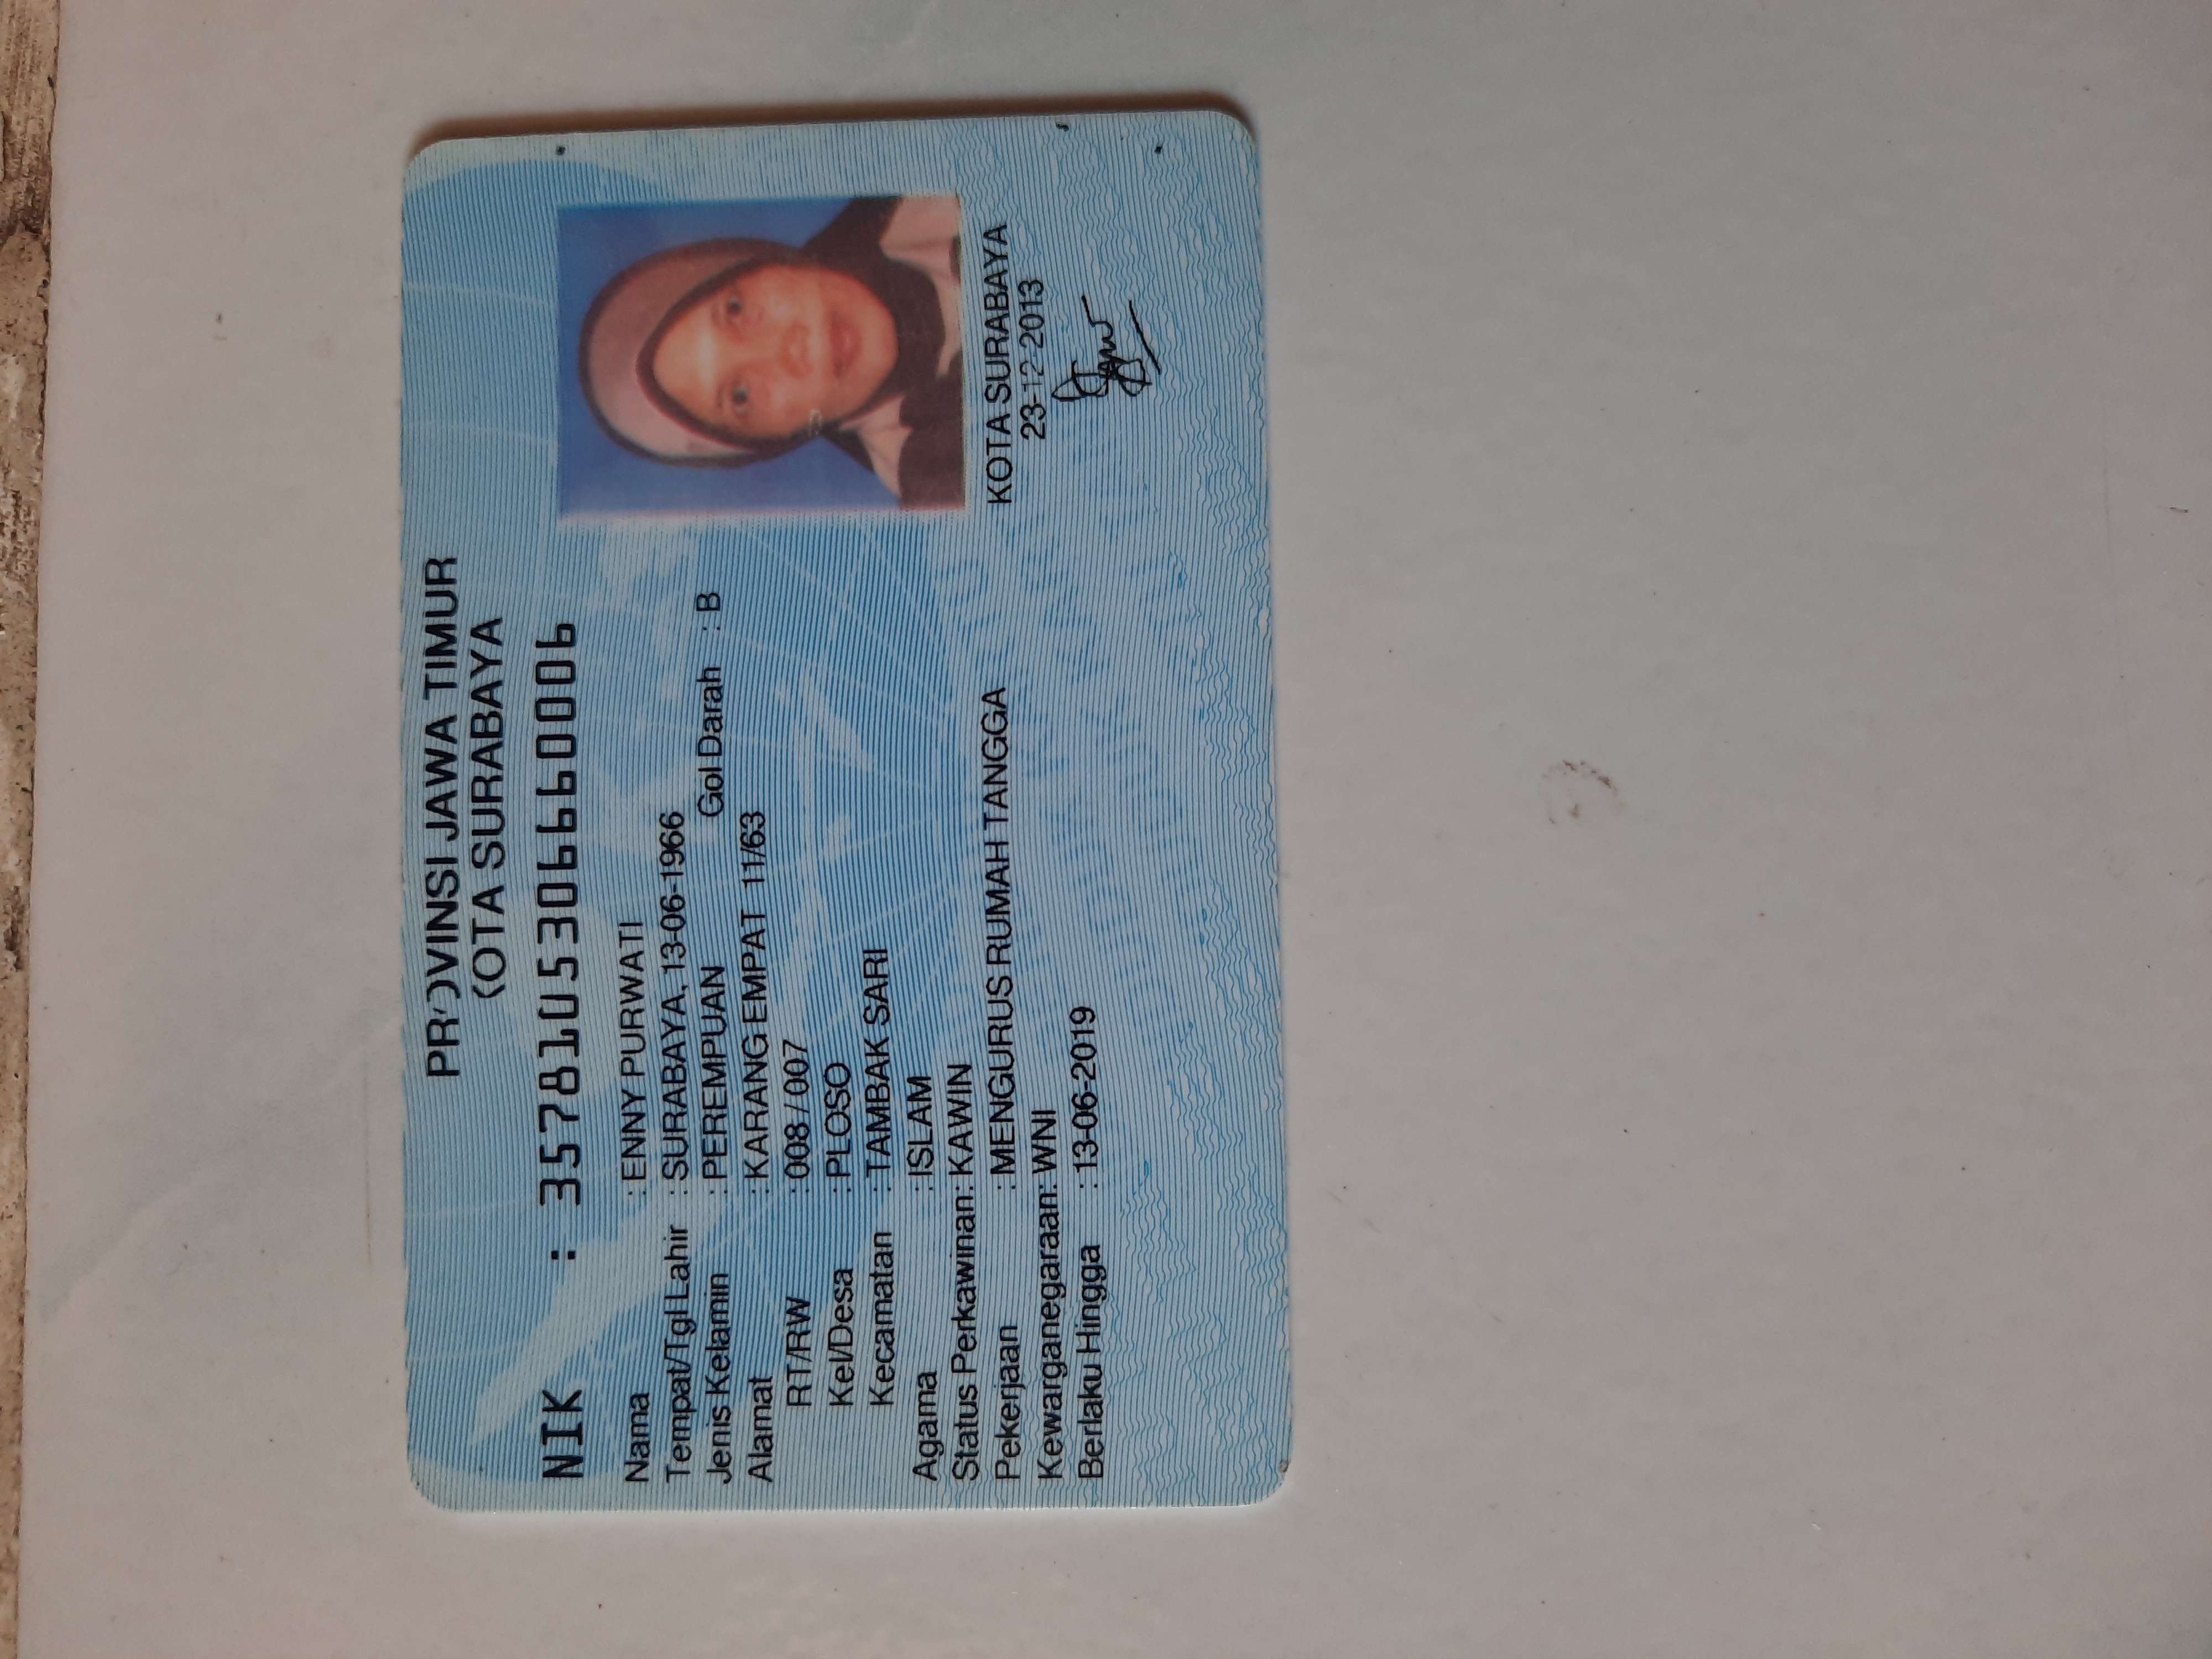 PROVINSI JAWA TIMUR
KOTA SURABAYA
NIK : 3578105306660006
Nama : ENNY PURWATI
Tempat/Tgl Lahir : SURABAYA, 13-06-1966
Jenis Kelamin : PEREMPUAN Gol Darah : B
Alamat : KARANG EMPAT 11/63
RT/RW : 008 / 007
Kel/Desa : PLOSO
Kecamatan : TAMBAK SARI
Agama : ISLAM
Status Perkawinan: KAWIN
Pekerjaan : MENGURUS RUMAH TANGGA
Kewarganegaraan: WNI
Berlaku Hingga : 13-06-2019
KOTA SURABAYA
23-12-2013